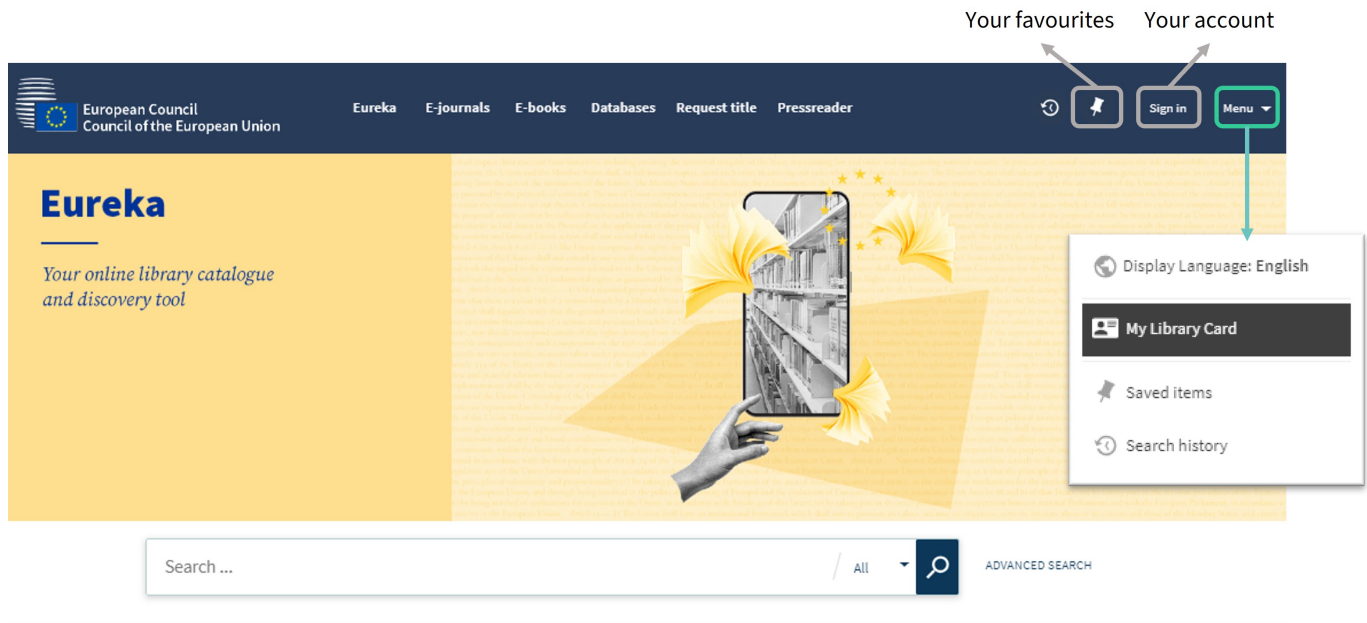 Your favourites Your account
European Council
Council of the European Union
Eureka E-journals E-books Databases Request title Pressreader Sign in Menu
Eureka
Your online library catalogue
and discovery tool
Display Language: English
My Library Card
Saved items
Search history
Search ... All ADVANCED SEARCH